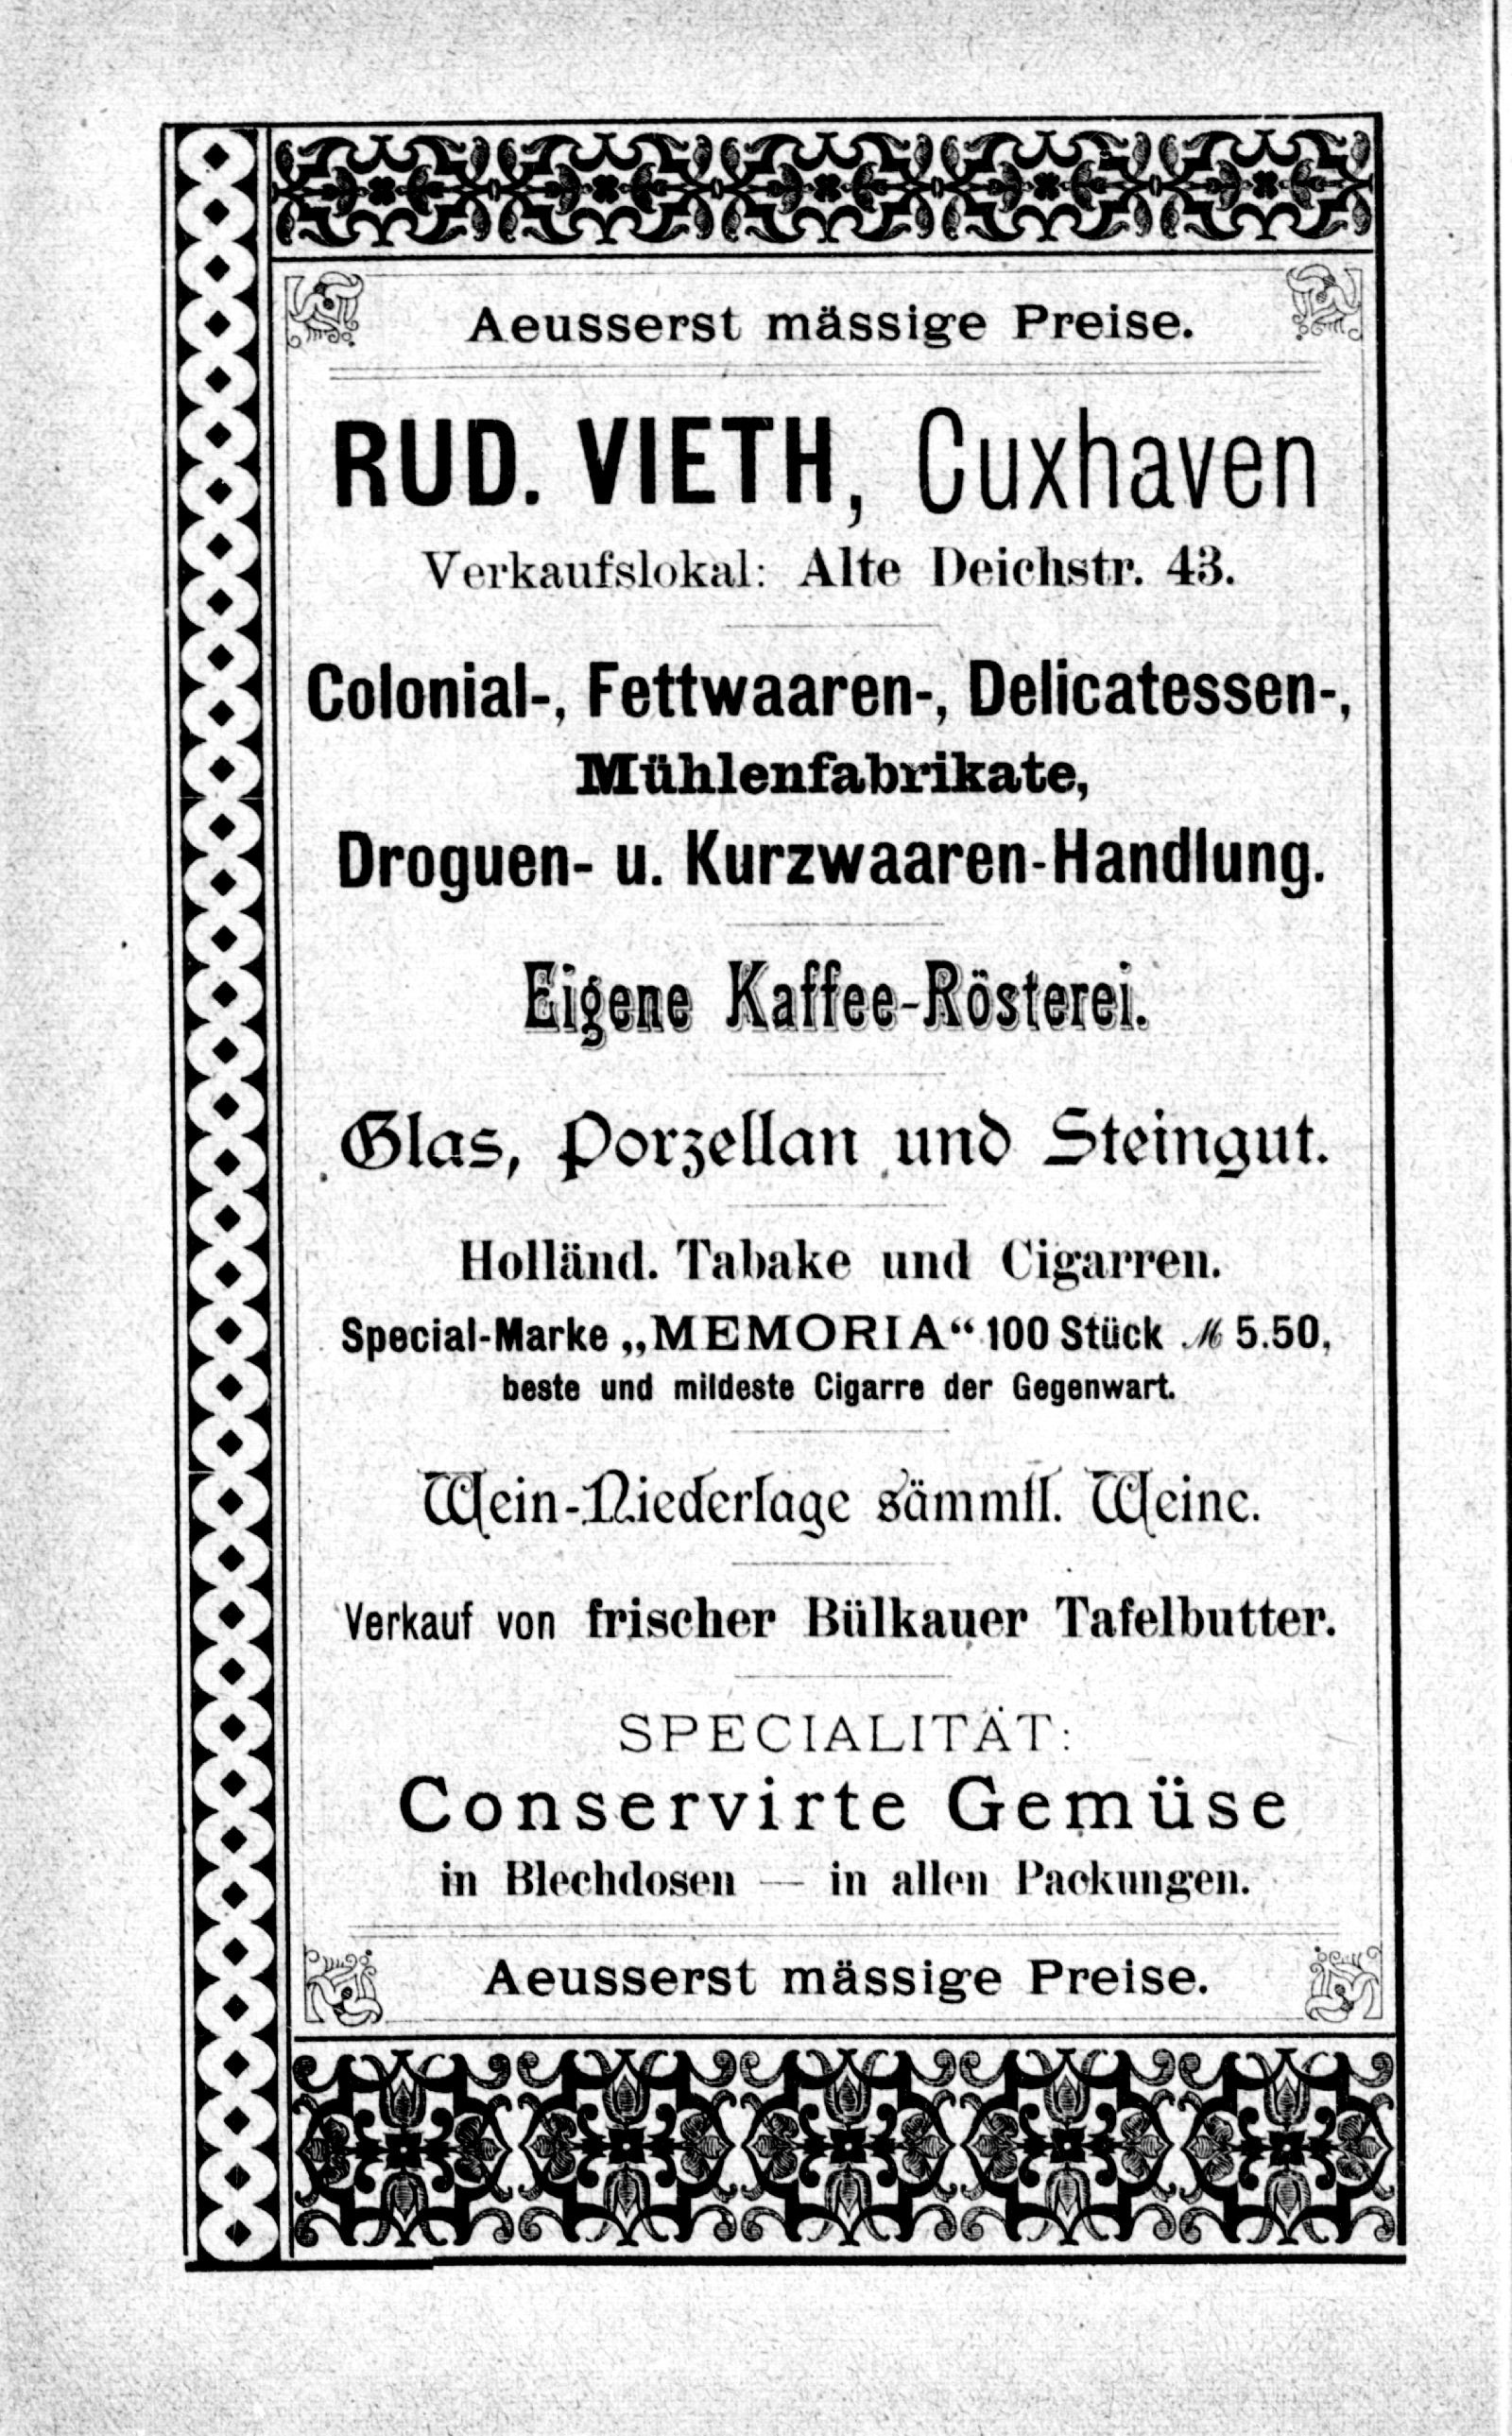 Aeusserst mässige Preise.
RUD. VIETH, Cuxhaven
Verkaufslokal: Alte Deichstr. 43.
Colonial-, Fettwaaren-, Delicatessen-,
Mühlenfabrikate,
Droguen- u. Kurzwaaren-Handlung.
Eigene Kaffee-Rösterei.
Glas, Porzellan und Steingut.
Holländ. Tabake und Cigarren.
Special-Marke „MEMORIA“ 100 Stück ℳ 5.50,
beste und mildeste Cigarre der Gegenwart.
Wein-Niederlage sämmtl. Weine.
Verkauf von frischer Bülkauer Tafelbutter.
SPECIALITÄT:
Conservirte Gemüse
in Blechdosen — in allen Packungen.
Aeusserst mässige Preise.